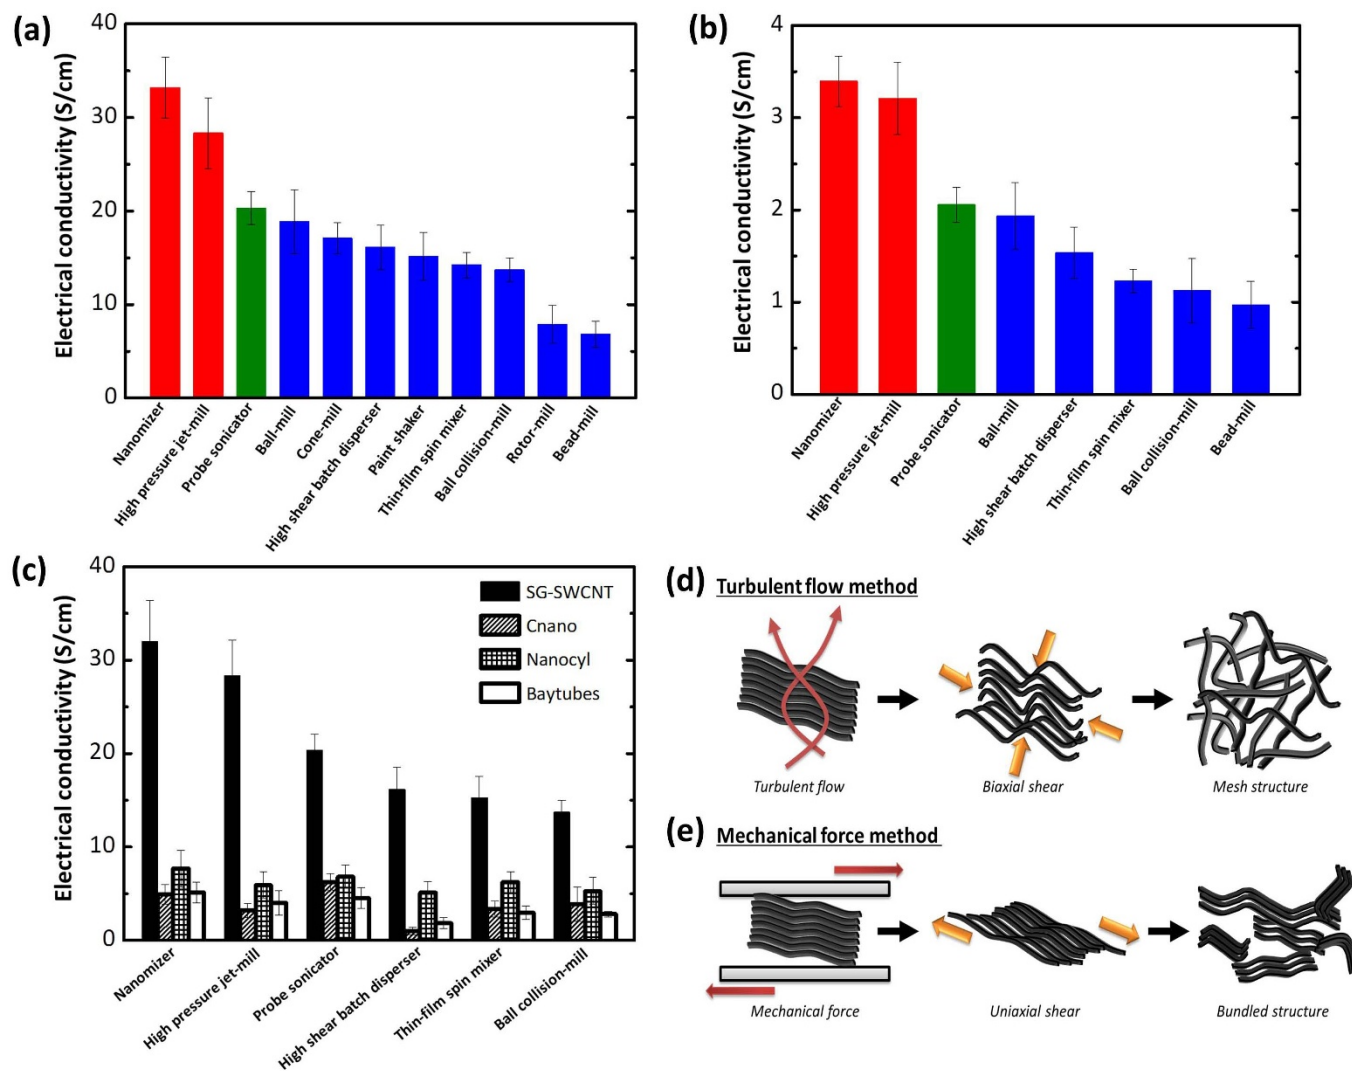 (a)
Electrical conductivity (S/cm)
40
30
20
10
0
Nanomizer
High pressure jet-mill
Probe sonicator
Ball-mill
Cone-mill
High shear batch disperser
Paint shaker
Thin-film spin mixer
Ball collision-mill
Rotor-mill
Bead-mill
(b)
Electrical conductivity (S/cm)
4
3
2
1
0
Nanomizer
High pressure jet-mill
Probe sonicator
Ball-mill
High shear batch disperser
Thin-film spin mixer
Ball collision-mill
Bead-mill
(c)
Electrical conductivity (S/cm)
40
30
20
10
0
SG-SWCNT
Cnano
Nanocyl
Baytubes
Nanomizer
High pressure jet-mill
Probe sonicator
High shear batch disperser
Thin-film spin mixer
Ball collision-mill
(d)
Turbulent flow method
Turbulent flow
Biaxial shear
Mesh structure
(e)
Mechanical force method
Mechanical force
Uniaxial shear
Bundled structure